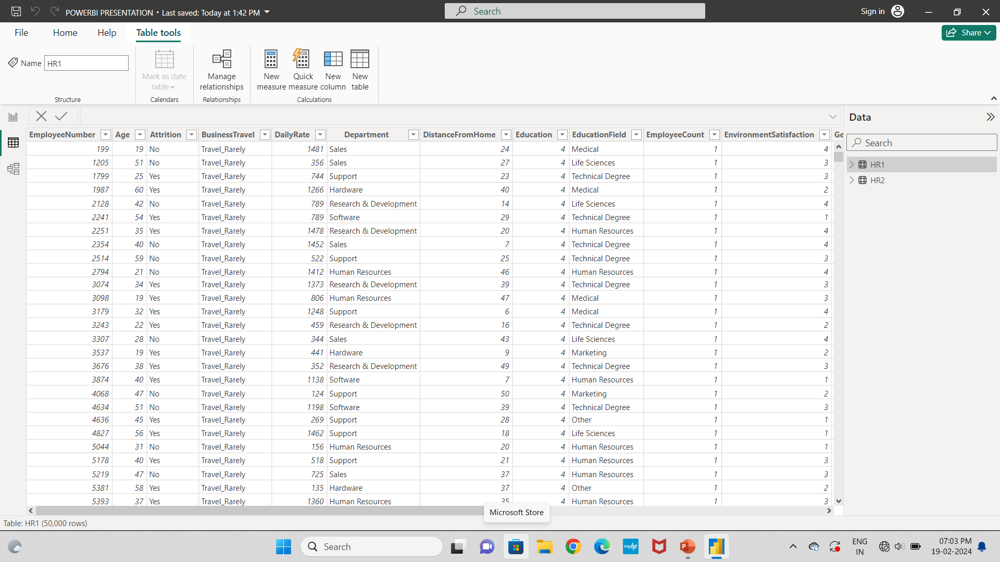 POWERBI PRESENTATION • Last saved: Today at 1:42 PM
Search
Sign in
File Home Help Table tools
Share
Name HR1
Mark as date table
Manage relationships
New measure
Quick measure
New column
New table
Structure Calendars Relationships Calculations
Data
Search
HR1
HR2
EmployeeNumber Age Attrition BusinessTravel DailyRate Department DistanceFromHome Education EducationField EmployeeCount EnvironmentSatisfaction Ge
199 19 No Travel_Rarely 1481 Sales 24 4 Medical 1 4
1205 51 No Travel_Rarely 356 Sales 27 4 Life Sciences 1 3
1799 25 Yes Travel_Rarely 744 Support 23 4 Technical Degree 1 3
1987 60 Yes Travel_Rarely 1266 Hardware 40 4 Medical 1 2
2128 42 No Travel_Rarely 789 Research & Development 14 4 Life Sciences 1 4
2241 54 Yes Travel_Rarely 789 Software 29 4 Technical Degree 1 1
2251 35 Yes Travel_Rarely 1478 Research & Development 20 4 Human Resources 1 4
2354 40 No Travel_Rarely 1452 Sales 7 4 Technical Degree 1 4
2514 59 No Travel_Rarely 522 Support 25 4 Technical Degree 1 3
2794 21 No Travel_Rarely 1412 Human Resources 46 4 Human Resources 1 4
3074 34 Yes Travel_Rarely 1373 Research & Development 39 4 Technical Degree 1 3
3098 19 Yes Travel_Rarely 806 Human Resources 47 4 Medical 1 3
3179 32 Yes Travel_Rarely 1248 Support 6 4 Medical 1 4
3243 22 Yes Travel_Rarely 459 Research & Development 16 4 Technical Degree 1 2
3307 28 No Travel_Rarely 344 Sales 43 4 Life Sciences 1 4
3537 19 Yes Travel_Rarely 441 Hardware 9 4 Marketing 1 2
3676 38 Yes Travel_Rarely 352 Research & Development 49 4 Technical Degree 1 3
3874 40 Yes Travel_Rarely 1138 Software 7 4 Human Resources 1 1
4068 47 No Travel_Rarely 124 Support 50 4 Marketing 1 2
4634 51 No Travel_Rarely 1198 Software 39 4 Technical Degree 1 3
4636 45 Yes Travel_Rarely 269 Support 28 4 Other 1 1
4827 56 Yes Travel_Rarely 1462 Support 18 4 Life Sciences 1 1
5044 31 No Travel_Rarely 156 Human Resources 20 4 Human Resources 1 1
5178 40 Yes Travel_Rarely 518 Support 21 4 Human Resources 1 3
5219 47 No Travel_Rarely 725 Sales 37 4 Human Resources 1 3
5381 58 Yes Travel_Rarely 135 Hardware 37 4 Other 1 2
5393 37 Yes Travel_Rarely 1360 Human Resources 35 4 Human Resources 1 3
Microsoft Store
Table: HR1 (50,000 rows)
Search
myhp
P
ENG
IN
07:03 PM
19-02-2024